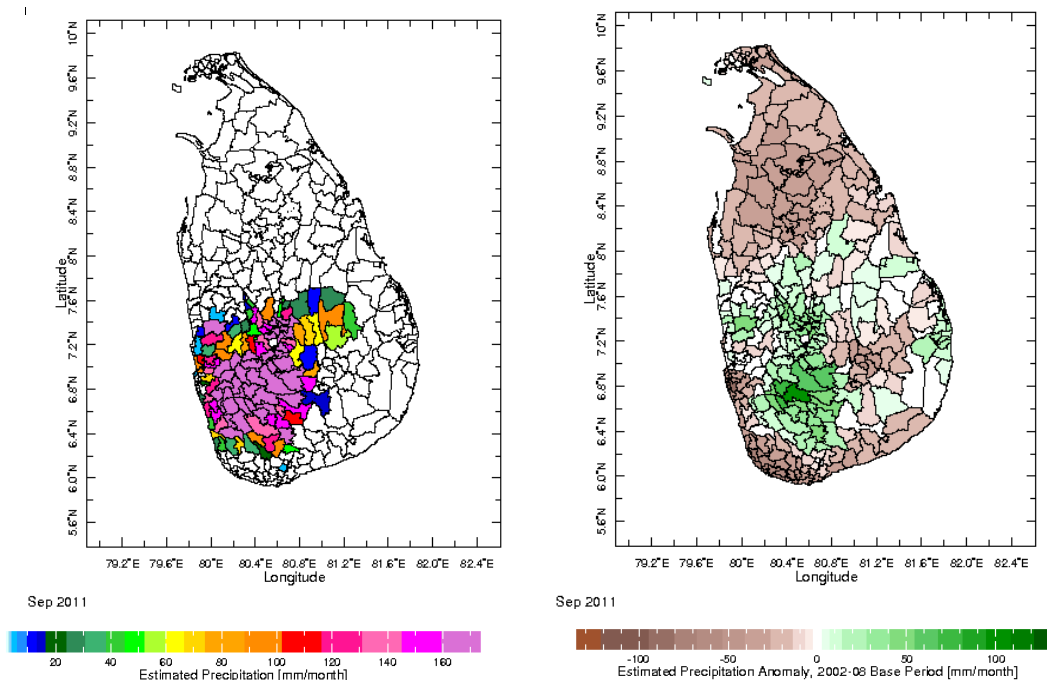 10°N
9.6°N
9.2°N
8.8°N
8.4°N
8°N
7.6°N
7.2°N
6.8°N
6.4°N
6.0°N
5.6°N
Latitude
79.2°E 79.6°E 80°E 80.4°E 80.8°E 81.2°E 81.6°E 82.0°E 82.4°E
Longitude
Sep 2011
20 40 60 80 100 120 140 160
Estimated Precipitation [mm/month]
10°N
9.6°N
9.2°N
8.8°N
8.4°N
8°N
7.6°N
7.2°N
6.8°N
6.4°N
6.0°N
5.6°N
Latitude
79.2°E 79.6°E 80°E 80.4°E 80.8°E 81.2°E 81.6°E 82.0°E 82.4°E
Longitude
Sep 2011
-100 -50 0 50 100
Estimated Precipitation Anomaly, 2002-08 Base Period [mm/month]